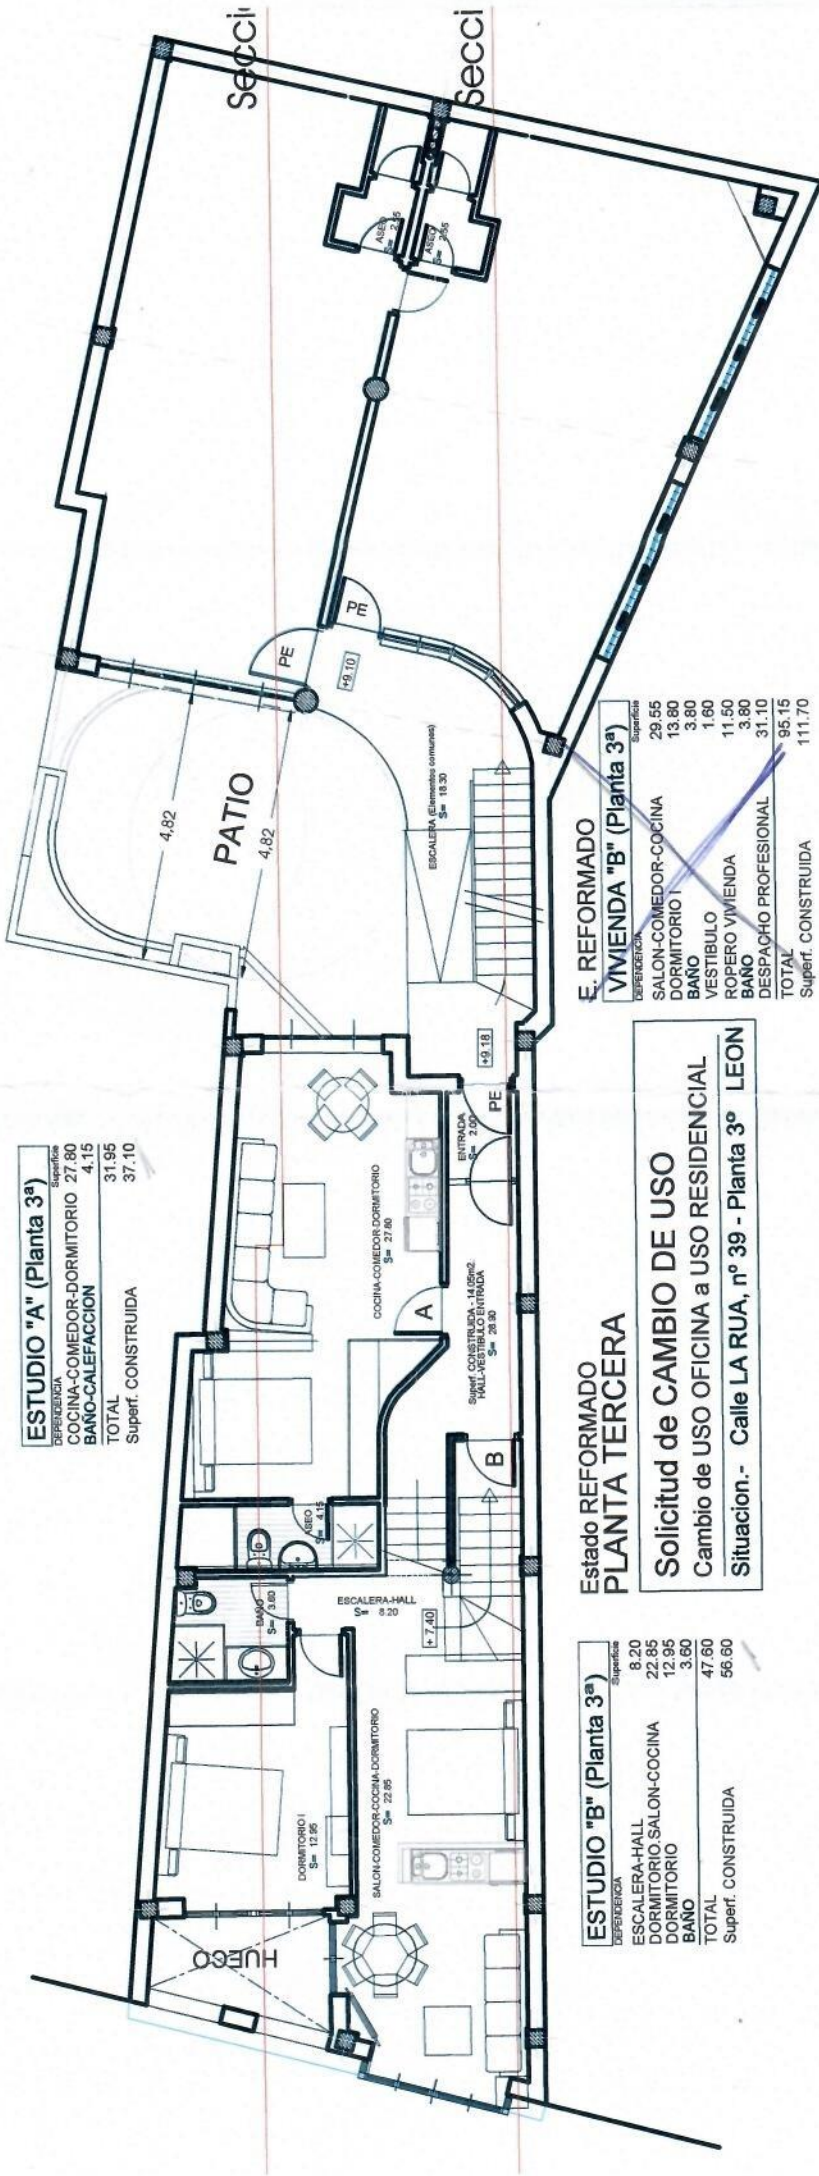 ESTUDIO "A" (Planta 3ª)
DEPENDENCIA Superficie
COCINA-COMEDOR-DORMITORIO 27.80
BAÑO-CALEFACCION 4.15
TOTAL 31.95
Superf. CONSTRUIDA 37.10
Secci
Secci
HUECO
DORMITORIO I
S= 12.95
BAÑO
S= 3.60
ASEO
S= 4.15
ESCALERA-HALL
S= 8.20
+ 7.40
SALON-COMEDOR-COCINA-DORMITORIO
S= 22.85
COCINA-COMEDOR-DORMITORIO
S= 27.80
A
B
Superf. CONSTRUIDA - 14.05m2.
HALL-VESTIBULO ENTRADA
S= 26.90
ENTRADA
S= 2.00
PE
+9.18
PATIO
4,82
4,82
ESCALERA (Elementos comunes)
S= 18.30
+9.10
PE
PE
ASEO
S=
ASEO
S=
ESTUDIO "B" (Planta 3ª)
DEPENDENCIA Superficie
ESCALERA-HALL 8.20
DORMITORIO.SALON-COCINA 22.85
DORMITORIO 12.95
BAÑO 3.60
TOTAL 47.60
Superf. CONSTRUIDA 56.60
Estado REFORMADO
PLANTA TERCERA
Solicitud de CAMBIO DE USO
Cambio de USO OFICINA a USO RESIDENCIAL
Situacion.- Calle LA RUA, nº 39 - Planta 3º LEON
E. REFORMADO
VIVIENDA "B" (Planta 3ª)
DEPENDENCIA Superficie
SALON-COMEDOR-COCINA 29.55
DORMITORIO I 13.80
BAÑO 3.80
VESTIBULO 1.60
ROPERO VIVIENDA 11.50
BAÑO 3.80
DESPACHO PROFESIONAL 31.10
TOTAL 95.15
Superf. CONSTRUIDA 111.70